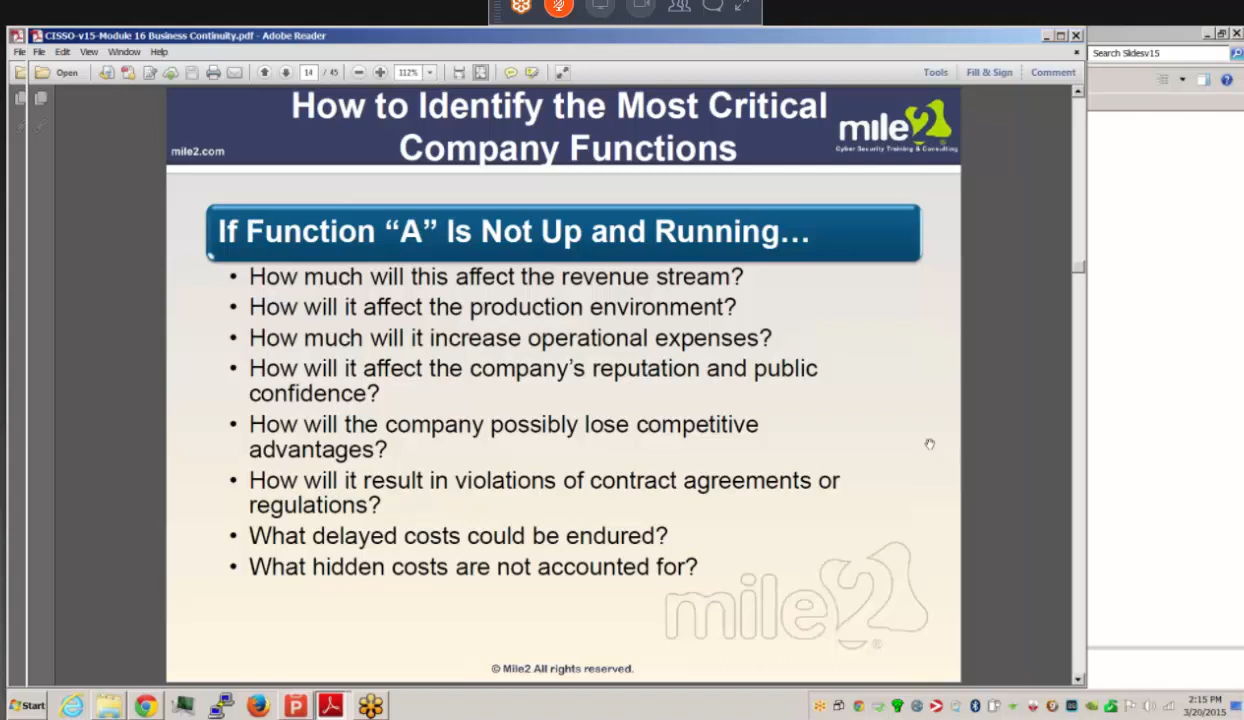 CISSO-v15-Module 16 Business Continuity.pdf - Adobe Reader
File File Edit View Window Help
Search Slidesv15
Open 14 / 45 112% Tools Fill & Sign Comment
How to Identify the Most Critical
Company Functions
mile2.com
mile2
Cyber Security Training & Consulting
If Function “A” Is Not Up and Running…
• How much will this affect the revenue stream?
• How will it affect the production environment?
• How much will it increase operational expenses?
• How will it affect the company’s reputation and public
confidence?
• How will the company possibly lose competitive
advantages?
• How will it result in violations of contract agreements or
regulations?
• What delayed costs could be endured?
• What hidden costs are not accounted for?
mile2®
© Mile2 All rights reserved.
Start
2:15 PM
3/20/2015